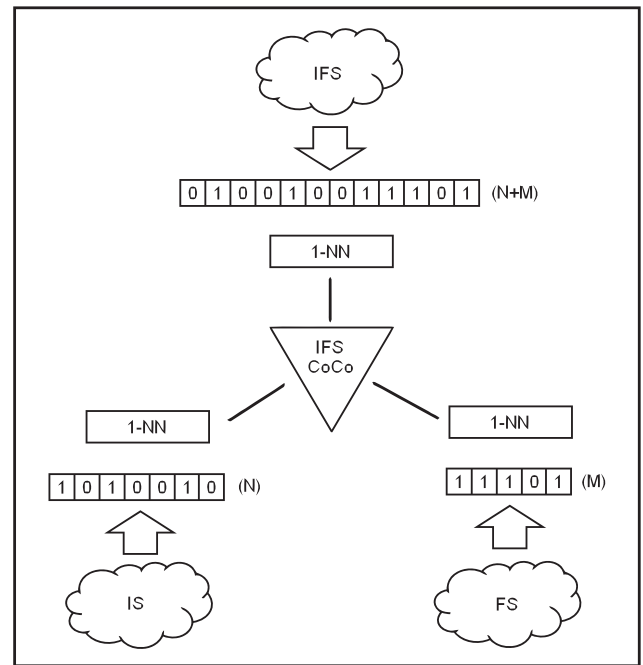 IFS
0 1 0 0 1 0 0 1 1 1 0 1 (N+M)
1-NN
IFS
CoCo
1-NN
1-NN
1 0 1 0 0 1 0 (N)
1 1 1 0 1 (M)
IS
FS